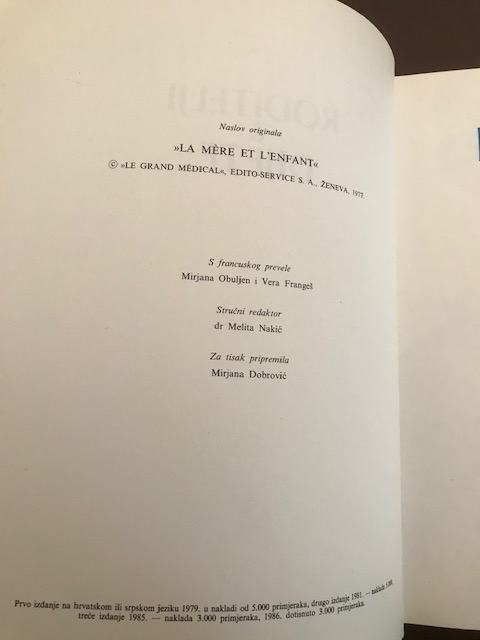 RODITELJI
Naslov originala
»LA MÈRE ET L'ENFANT«
© »LE GRAND MÉDICAL«, EDITO-SERVICE S. A., ŽENEVA, 1977.
S francuskog prevele
Mirjana Obuljen i Vera Frangeš
Stručni redaktor
dr Melita Nakić
Za tisak pripremila
Mirjana Dobrović
Prvo izdanje na hrvatskom ili srpskom jeziku 1979. u nakladi od 5.000 primjeraka, drugo izdanje 1981. — naklada
treće izdanje 1985. — naklada 3.000 primjeraka, 1986. dotisnuto 3.000 primjeraka.